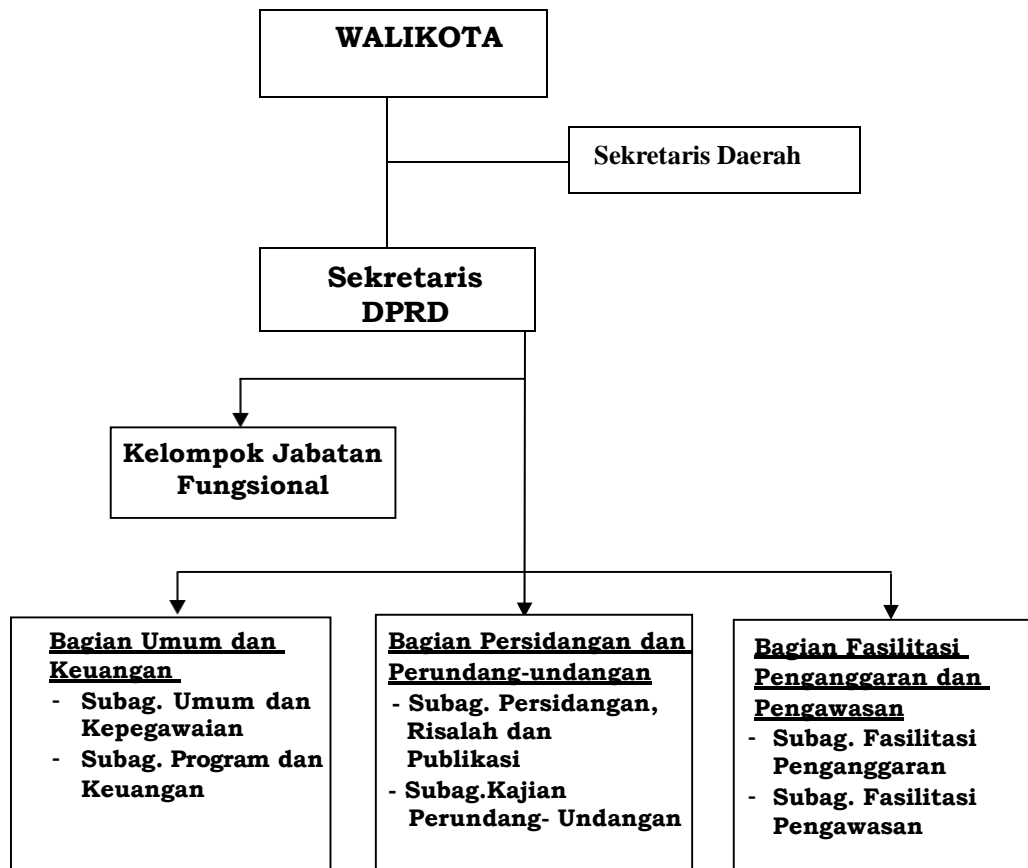 WALIKOTA
Sekretaris Daerah
Sekretaris
DPRD
Kelompok Jabatan
Fungsional
Bagian Umum dan
Keuangan
- Subag. Umum dan
Kepegawaian
- Subag. Program dan
Keuangan
Bagian Persidangan dan
Perundang-undangan
- Subag. Persidangan,
Risalah dan
Publikasi
- Subag.Kajian
Perundang- Undangan
Bagian Fasilitasi
Penganggaran dan
Pengawasan
- Subag. Fasilitasi
Penganggaran
- Subag. Fasilitasi
Pengawasan